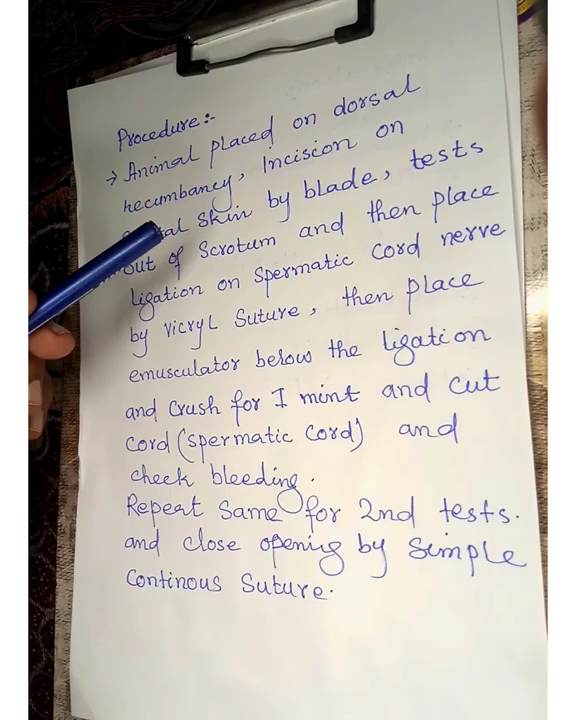 Procedure:-
→ Animal placed on dorsal
recumbancy, Incision on
skin by blade, tests
out of Scrotum and then place
ligation on Spermatic Cord nerve
by vicryL Suture, then place
emusculator below the ligation
and crush for I mint and cut
Cord (spermatic Cord) and
check bleeding.
Repeat Same for 2nd tests.
and close opening by Simple
Continous Suture.